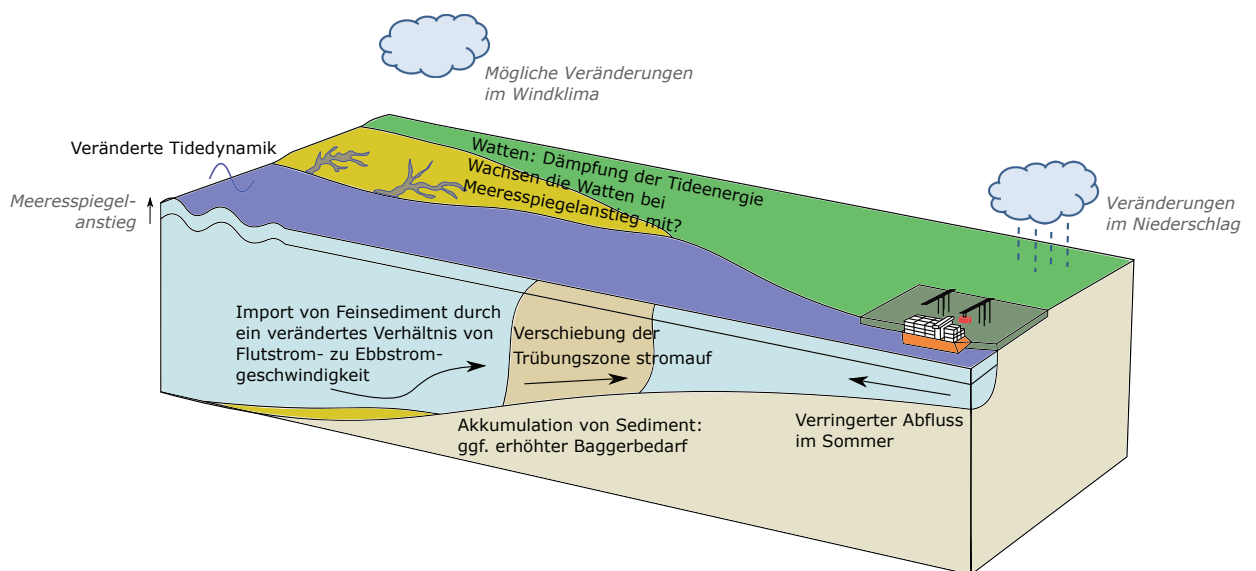 Mögliche Veränderungen
im Windklima
Veränderte Tidedynamik
Watten: Dämpfung der Tideenergie
Wachsen die Watten bei
Meeresspiegelanstieg mit?
Meeresspiegel-
anstieg
Veränderungen
im Niederschlag
Import von Feinsediment durch
ein verändertes Verhältnis von
Flutstrom- zu Ebbstrom-
geschwindigkeit
Verschiebung der
Trübungszone stromauf
Akkumulation von Sediment:
ggf. erhöhter Baggerbedarf
Verringerter Abfluss
im Sommer